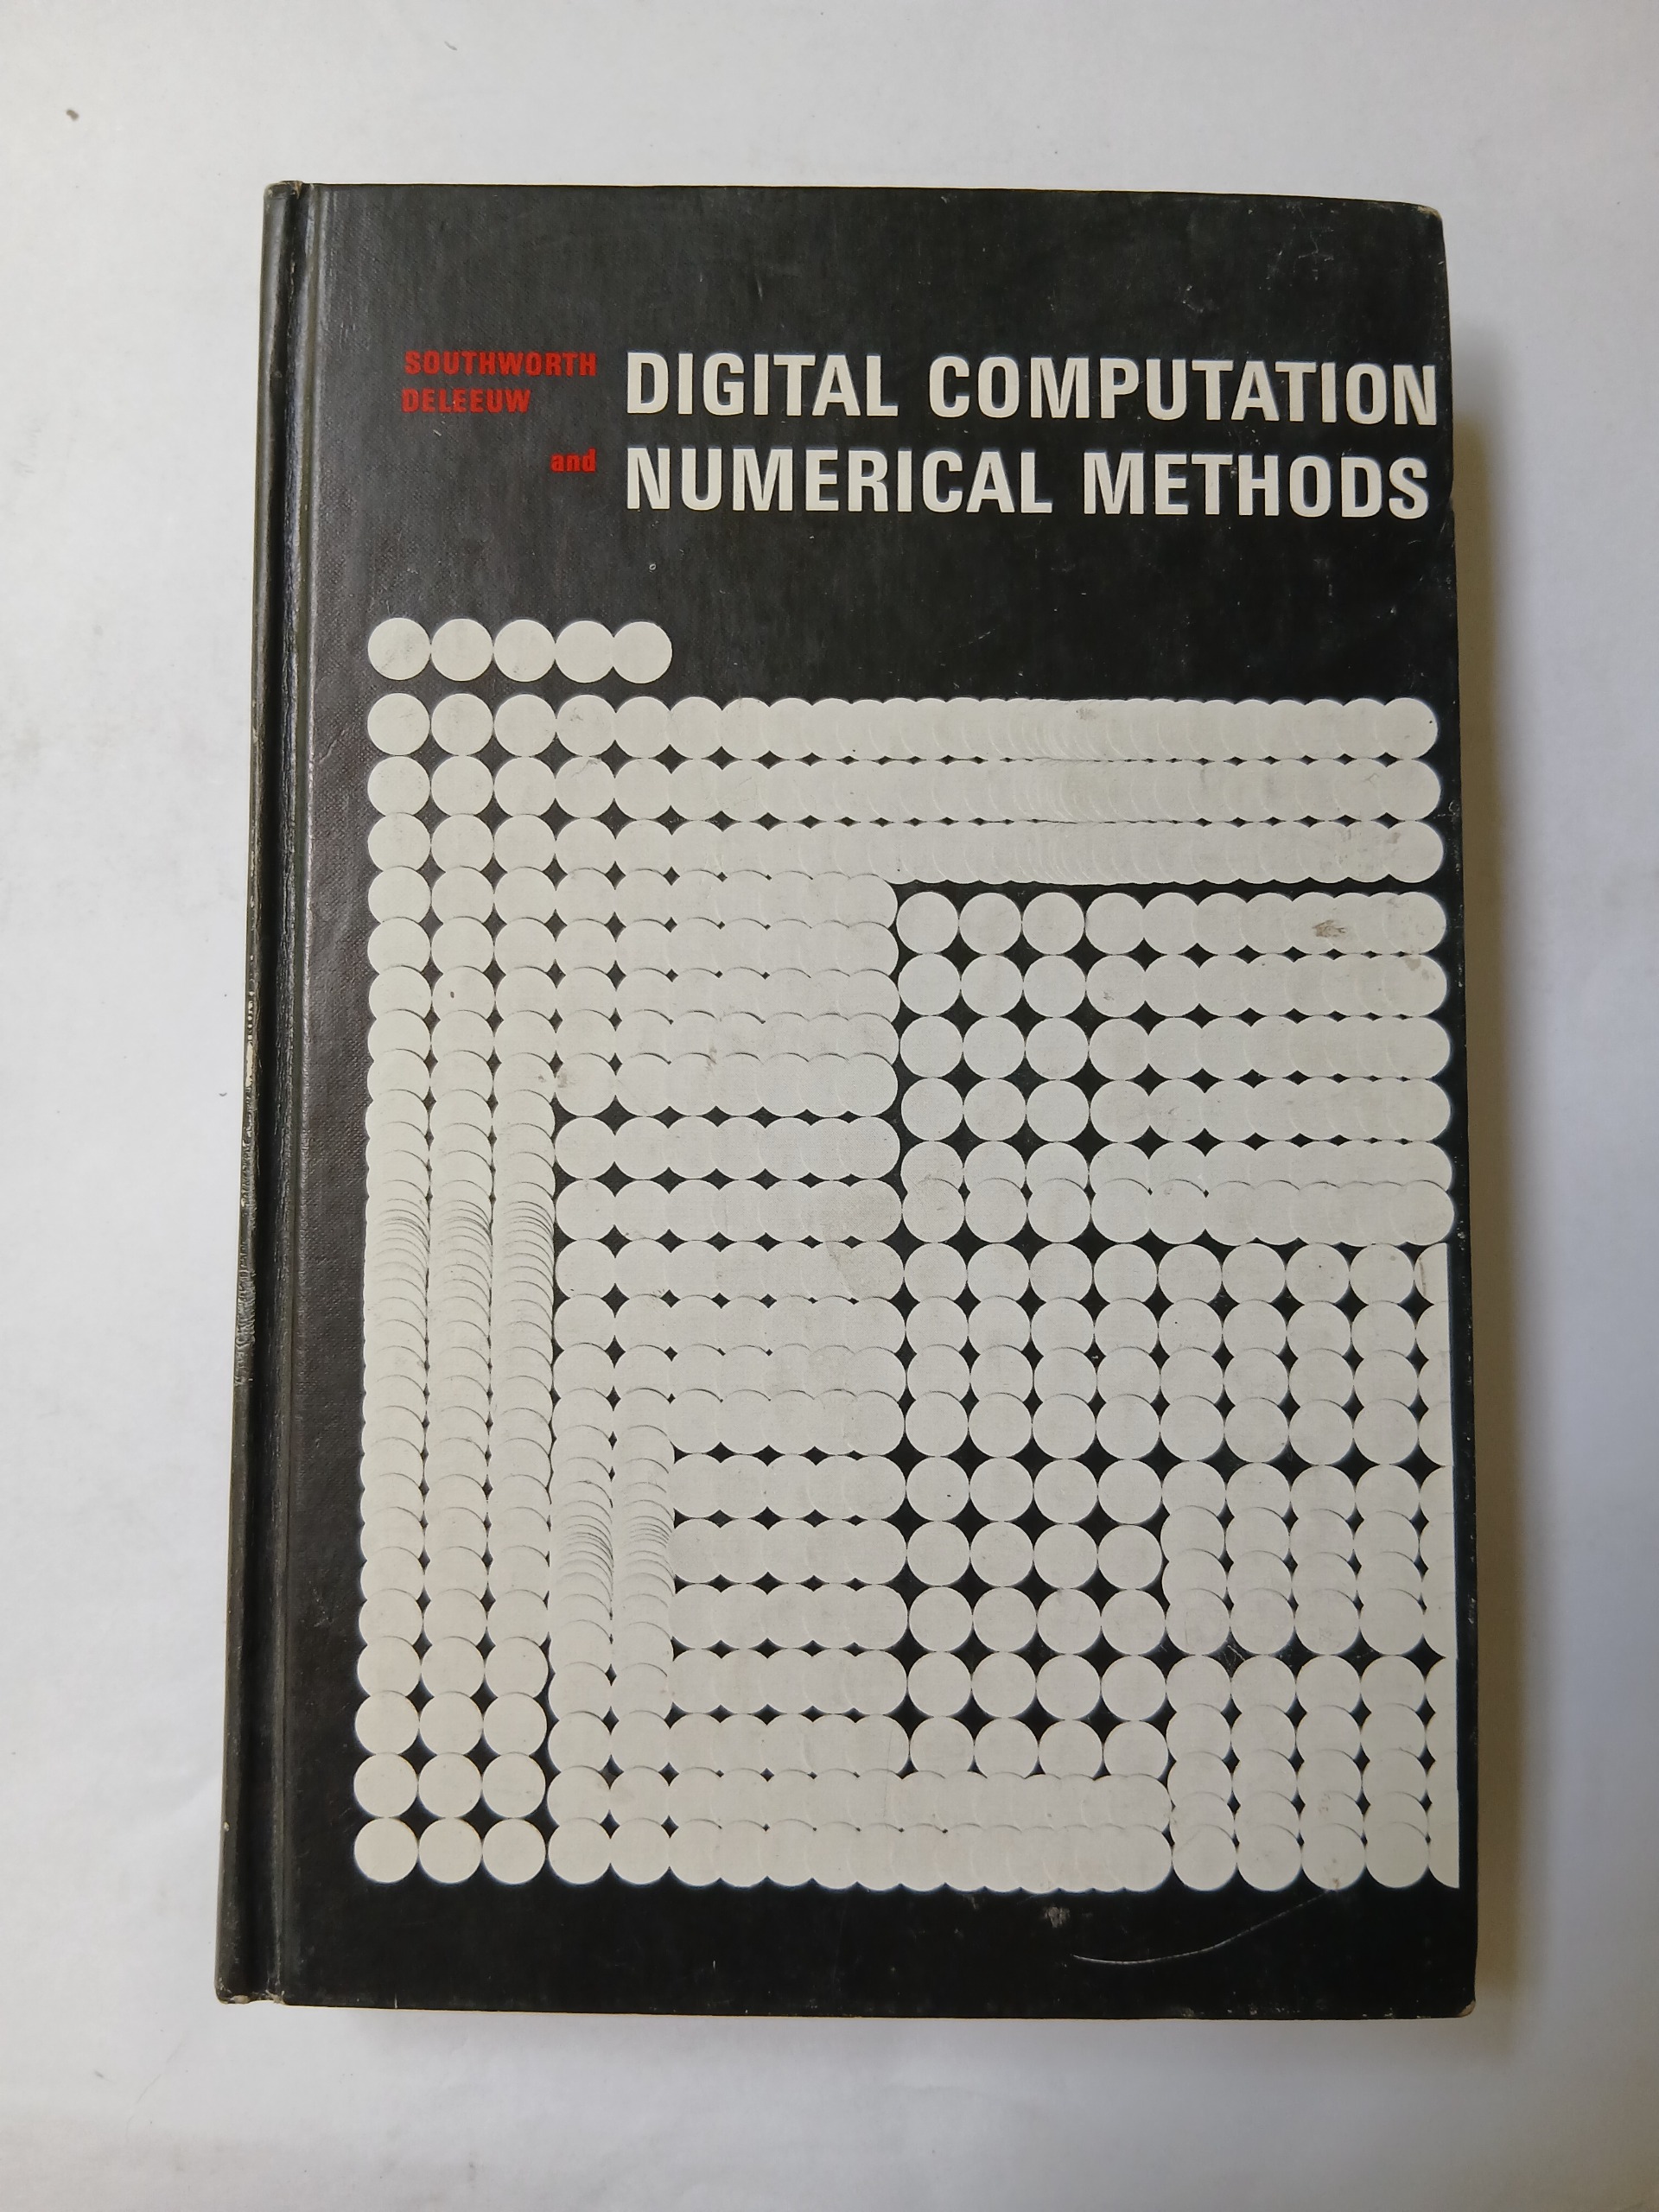 SOUTHWORTH
DELEEUW
DIGITAL COMPUTATION
and NUMERICAL METHODS